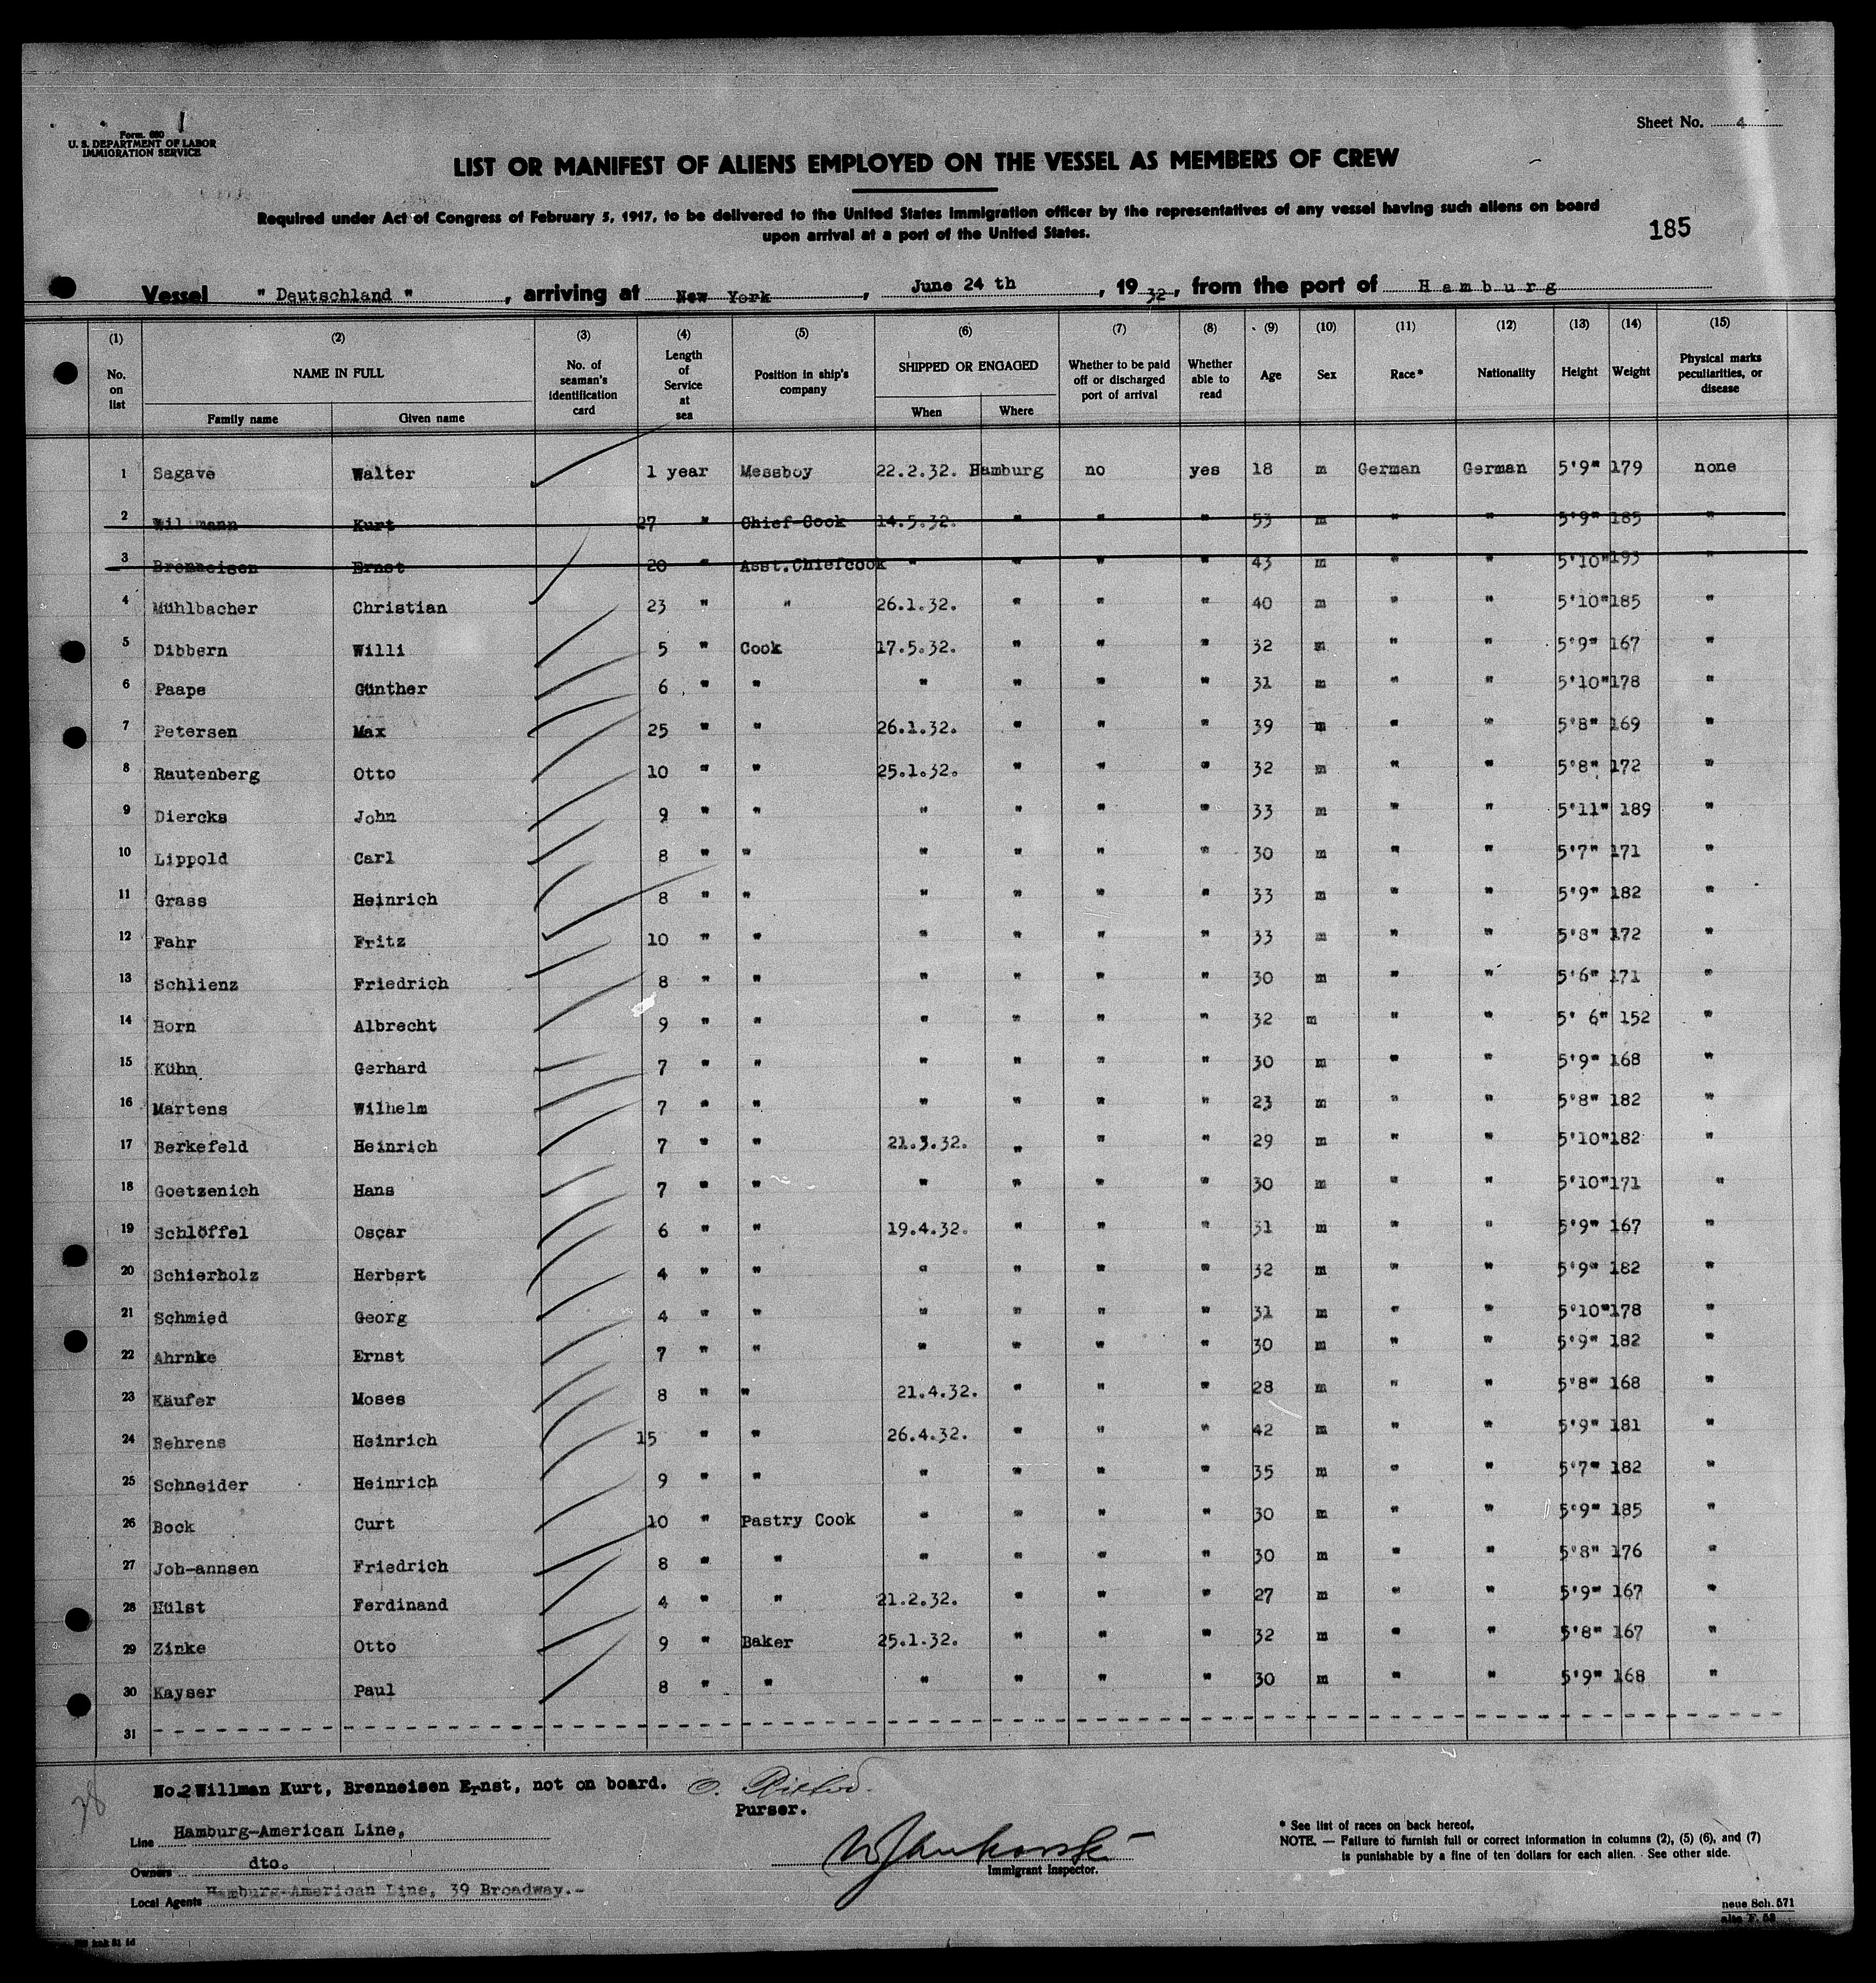 Form 680
U. S. DEPARTMENT OF LABOR
IMMIGRATION SERVICE
Sheet No. 4
LIST OR MANIFEST OF ALIENS EMPLOYED ON THE VESSEL AS MEMBERS OF CREW
Required under Act of Congress of February 5, 1917, to be delivered to the United States immigration officer by the representatives of any vessel having such aliens on board
upon arrival at a port of the United States.
185
Vessel " Deutschland ", arriving at New York, June 24 th, 1932, from the port of Hamburg
(1) (2) (3) (4) (5) (6) (7) (8) (9) (10) (11) (12) (13) (14) (15)
No. on list NAME IN FULL Family name Given name No. of seaman's identification card Length of Service at sea Position in ship's company SHIPPED OR ENGAGED When Where Whether to be paid off or discharged port of arrival Whether able to read Age Sex Race* Nationality Height Weight Physical marks peculiarities, or disease
1 Sagave Walter 1 year Messboy 22.2.32. Hamburg no yes 18 m German German 5'9" 179 none
2 Wil mann Kurt 27 " Chief-Cook 14.5.32. " " " 53 m " " 5'9" 185 "
3 Brenneisen Ernst 20 " Asst.Chiefcook " " " " 43 m " " 5'10" 193 "
4 Mühlbacher Christian 23 " " 26.1.32. " " " 40 m " " 5'10" 185 "
5 Dibbern Willi 5 " Cook 17.5.32. " " " 32 m " " 5'9" 167 "
6 Paape Günther 6 " " " " " " 31 m " " 5'10" 178 "
7 Petersen Max 25 " " 26.1.32. " " " 39 m " " 5'8" 169 "
8 Rautenberg Otto 10 " " 25.1.32. " " " 32 m " " 5'8" 172 "
9 Diercks John 9 " " " " " " 33 m " " 5'11" 189 "
10 Lippold Carl 8 " " " " " " 30 m " " 5'7" 171 "
11 Grass Heinrich 8 " " " " " " 33 m " " 5'9" 182 "
12 Fahr Fritz 10 " " " " " " 33 m " " 5'8" 172 "
13 Schlienz Friedrich 8 " " " " " " 30 m " " 5'6" 171 "
14 Horn Albrecht 9 " " " " " " 32 m " " 5' 6" 152 "
15 Kühn Gerhard 7 " " " " " " 30 m " " 5'9" 168 "
16 Martens Wilhelm 7 " " " " " " 23 m " " 5'8" 182 "
17 Berkefeld Heinrich 7 " " 21.3.32. " " " 29 m " " 5'10" 182 "
18 Goetzenich Hans 7 " " " " " " 30 m " " 5'10" 171 "
19 Schlöffel Oscar 6 " " 19.4.32. " " " 31 m " " 5'9" 167 "
20 Schierholz Herbert 4 " " " " " " 32 m " " 5'9" 182 "
21 Schmied Georg 4 " " " " " " 31 m " " 5'10" 178 "
22 Ahrnke Ernst 7 " " " " " " 30 m " " 5'9" 182 "
23 Käufer Moses 8 " " 21.4.32. " " " 28 m " " 5'8" 168 "
24 Behrens Heinrich 15 " " 26.4.32. " " " 42 m " " 5'9" 181 "
25 Schneider Heinrich 9 " " " " " " 35 m " " 5'7" 182 "
26 Bock Curt 10 " Pastry Cook " " " " 30 m " " 5'9" 185 "
27 Joh-annsen Friedrich 8 " " " " " " 30 m " " 5'8" 176 "
28 Hülst Ferdinand 4 " " 21.2.32. " " " 27 m " " 5'9" 167 "
29 Zinke Otto 9 " Baker 25.1.32. " " " 32 m " " 5'8" 167 "
30 Kayser Paul 8 " " " " " " 30 m " " 5'9" 168 "
31
No.2 Willman Kurt, Brenneisen Ernst, not on board.
Purser.
38
Line Hamburg-American Line,
Owners dto.
Local Agents Hamburg-American Line, 39 Broadway.-
Immigrant Inspector.
* See list of races on back hereof.
NOTE. — Failure to furnish full or correct information in columns (2), (5) (6), and (7)
is punishable by a fine of ten dollars for each alien. See other side.
neue Sch. 571
alte F. 53